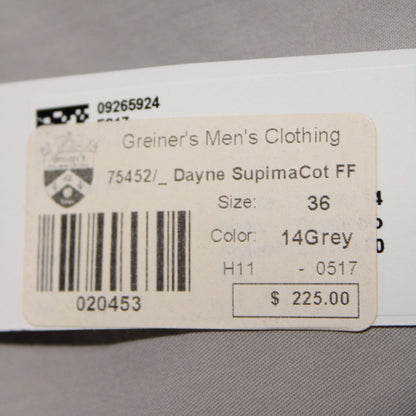 09265924
Greiner's Men's Clothing
75452/_ Dayne SupimaCot FF
Size: 36
Color: 14Grey
H11 - 0517
020453
$ 225.00